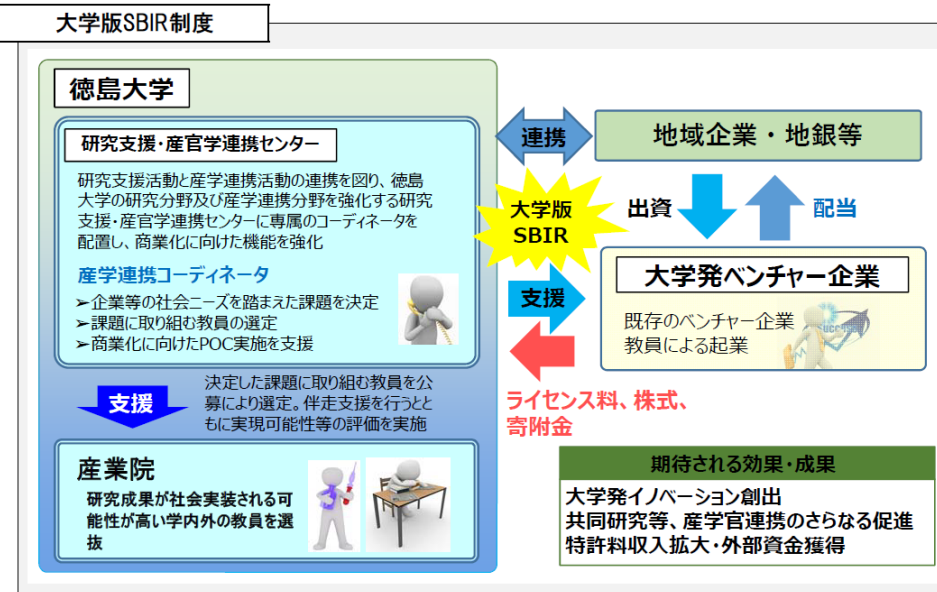 大学版SBIR制度
徳島大学
研究支援・産官学連携センター
研究支援活動と産学連携活動の連携を図り、徳島
大学の研究分野及び産学連携分野を強化する研究
支援・産官学連携センターに専属のコーディネータを
配置し、商業化に向けた機能を強化
産学連携コーディネータ
➢企業等の社会ニーズを踏まえた課題を決定
➢課題に取り組む教員の選定
➢商業化に向けたPOC実施を支援
支援
決定した課題に取り組む教員を公
募により選定。伴走支援を行うとと
もに実現可能性等の評価を実施
産業院
研究成果が社会実装される可
能性が高い学内外の教員を選
抜
連携
地域企業・地銀等
大学版
SBIR
出資
配当
支援
大学発ベンチャー企業
既存のベンチャー企業
教員による起業
ライセンス料、株式、
寄附金
期待される効果・成果
大学発イノベーション創出
共同研究等、産学官連携のさらなる促進
特許料収入拡大・外部資金獲得